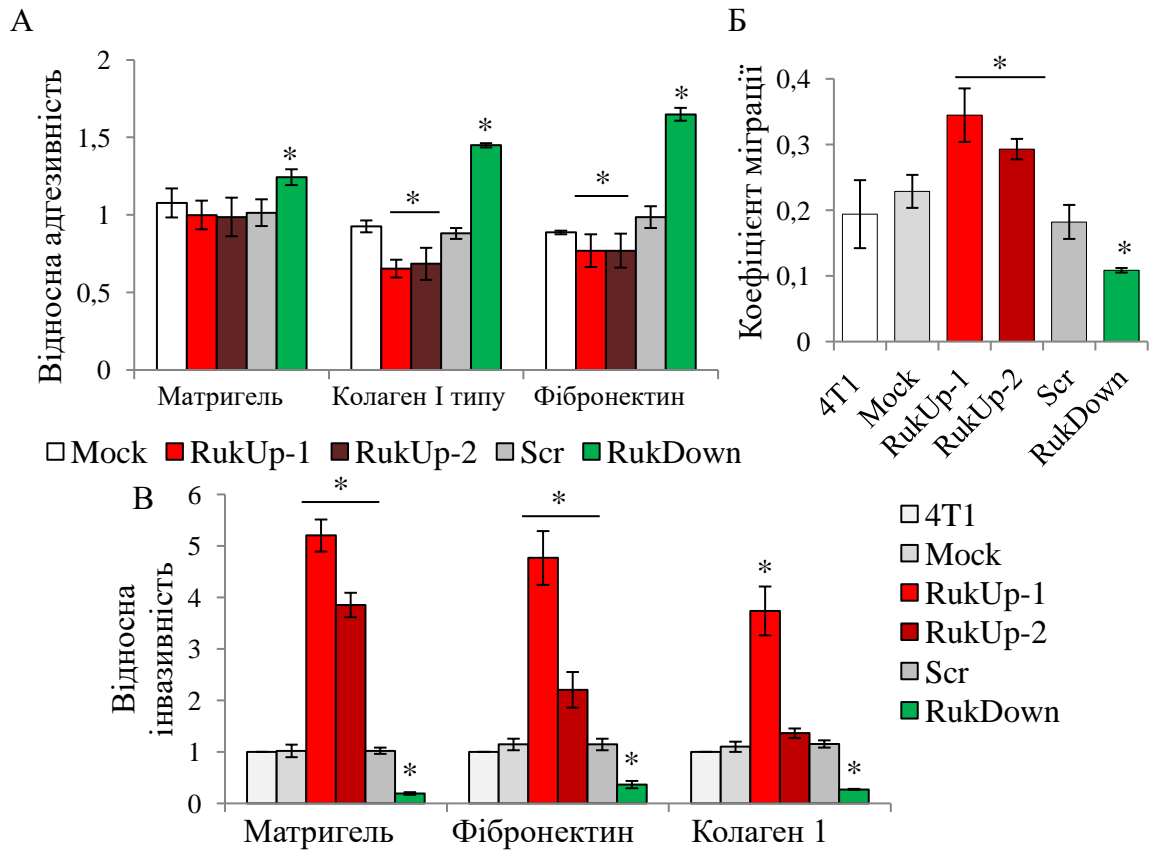 А
Відносна адгезивність
2
1,5
1
0,5
0
*
*
*
*
*
Матригель
Колаген I типу
Фібронектин
Mock
RukUp-1
RukUp-2
Scr
RukDown
Б
Коефіцієнт міграції
0,4
0,3
0,2
0,1
0
*
*
4T1
Mock
RukUp-1
RukUp-2
Scr
RukDown
В
Відносна
інвазивність
6
5
4
3
2
1
0
*
*
*
*
*
*
Матригель
Фібронектин
Колаген 1
4T1
Mock
RukUp-1
RukUp-2
Scr
RukDown